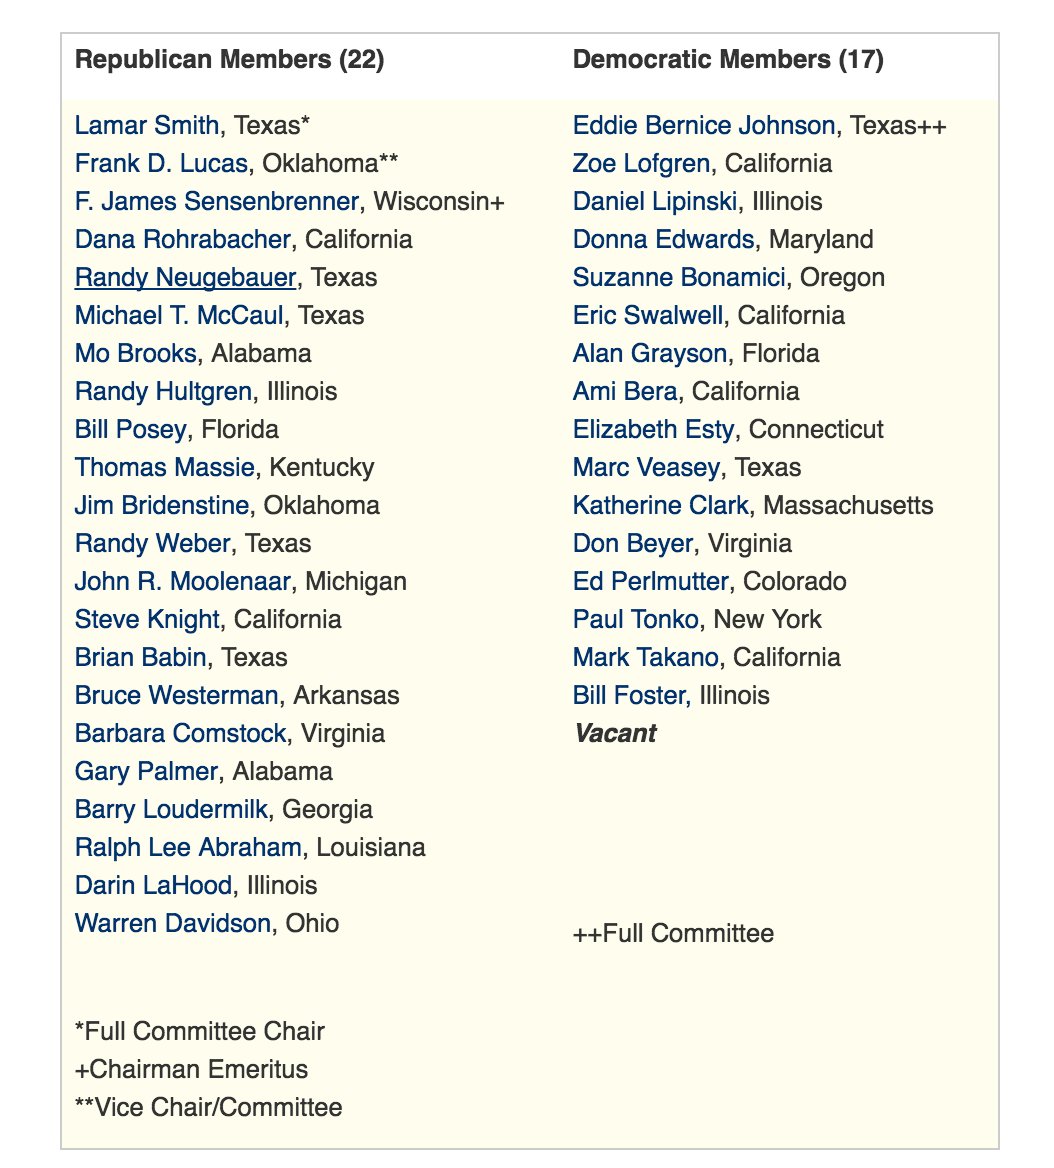 Republican Members (22)
Lamar Smith, Texas*
Frank D. Lucas, Oklahoma**
F. James Sensenbrenner, Wisconsin+
Dana Rohrabacher, California
Randy Neugebauer, Texas
Michael T. McCaul, Texas
Mo Brooks, Alabama
Randy Hultgren, Illinois
Bill Posey, Florida
Thomas Massie, Kentucky
Jim Bridenstine, Oklahoma
Randy Weber, Texas
John R. Moolenaar, Michigan
Steve Knight, California
Brian Babin, Texas
Bruce Westerman, Arkansas
Barbara Comstock, Virginia
Gary Palmer, Alabama
Barry Loudermilk, Georgia
Ralph Lee Abraham, Louisiana
Darin LaHood, Illinois
Warren Davidson, Ohio
*Full Committee Chair
+Chairman Emeritus
**Vice Chair/Committee
Democratic Members (17)
Eddie Bernice Johnson, Texas++
Zoe Lofgren, California
Daniel Lipinski, Illinois
Donna Edwards, Maryland
Suzanne Bonamici, Oregon
Eric Swalwell, California
Alan Grayson, Florida
Ami Bera, California
Elizabeth Esty, Connecticut
Marc Veasey, Texas
Katherine Clark, Massachusetts
Don Beyer, Virginia
Ed Perlmutter, Colorado
Paul Tonko, New York
Mark Takano, California
Bill Foster, Illinois
Vacant
++Full Committee